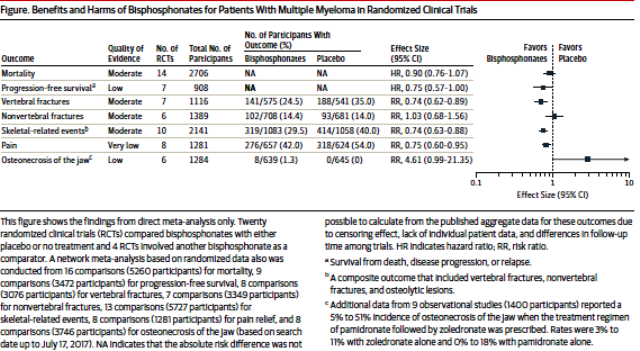 Figure. Benefits and Harms of Bisphosphonates for Patients With Multiple Myeloma in Randomized Clinical Trials
No. of Participants With
Quality of No. of Total No. of Outcome (%) Effect Size Favors Favors
Outcome Evidence RCTs Participants Bisphosphonates Placebo (95% CI) Bisphosphonates Placebo
Mortality Moderate 14 2706 NA NA HR, 0.90 (0.76-1.07)
Progression-free survivalᵃ Low 7 908 NA NA HR, 0.75 (0.57-1.00)
Vertebral fractures Moderate 7 1116 141/575 (24.5) 188/541 (35.0) RR, 0.74 (0.62-0.89)
Nonvertebral fractures Moderate 6 1389 102/708 (14.4) 93/681 (14.0) RR, 1.03 (0.68-1.56)
Skeletal-related eventsᵇ Moderate 10 2141 319/1083 (29.5) 414/1058 (40.0) RR, 0.74 (0.63-0.88)
Pain Very low 8 1281 276/657 (42.0) 318/624 (54.0) RR, 0.75 (0.60-0.95)
Osteonecrosis of the jawᶜ Low 6 1284 8/639 (1.3) 0/645 (0) RR, 4.61 (0.99-21.35)
0.1 1 10
Effect Size (95% CI)
This figure shows the findings from direct meta-analysis only. Twenty
randomized clinical trials (RCTs) compared bisphosphonates with either
placebo or no treatment and 4 RCTs involved another bisphosphonate as a
comparator. A network meta-analysis based on randomized data also was
conducted from 16 comparisons (5260 participants) for mortality, 9
comparisons (3472 participants) for progression-free survival, 8 comparisons
(3076 participants) for vertebral fractures, 7 comparisons (3349 participants)
for nonvertebral fractures, 13 comparisons (5727 participants) for
skeletal-related events, 8 comparisons (1281 participants) for pain relief, and 8
comparisons (3746 participants) for osteonecrosis of the jaw (based on search
date up to July 17, 2017). NA indicates that the absolute risk difference was not
possible to calculate from the published aggregate data for these outcomes due
to censoring effect, lack of individual patient data, and differences in follow-up
time among trials. HR indicates hazard ratio; RR, risk ratio.
ᵃ Survival from death, disease progression, or relapse.
ᵇ A composite outcome that included vertebral fractures, nonvertebral
fractures, and osteolytic lesions.
ᶜ Additional data from 9 observational studies (1400 participants) reported a
5% to 51% incidence of osteonecrosis of the jaw when the treatment regimen
of pamidronate followed by zoledronate was prescribed. Rates were 3% to
11% with zoledronate alone and 0% to 18% with pamidronate alone.